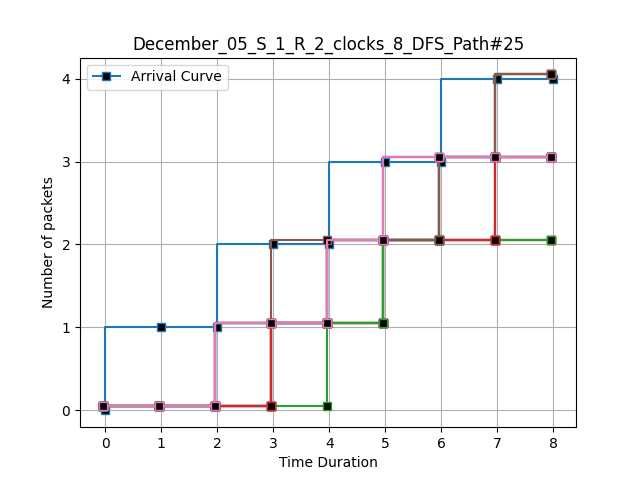 December_05_S_1_R_2_clocks_8_DFS_Path#25
Arrival Curve
4
3
2
1
0
Number of packets
0 1 2 3 4 5 6 7 8
Time Duration